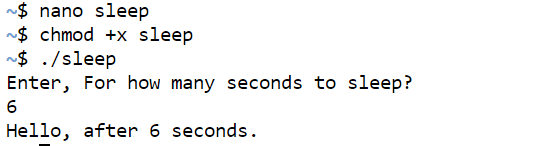 ~$ nano sleep
~$ chmod +x sleep
~$ ./sleep
Enter, For how many seconds to sleep?
6
Hello, after 6 seconds.